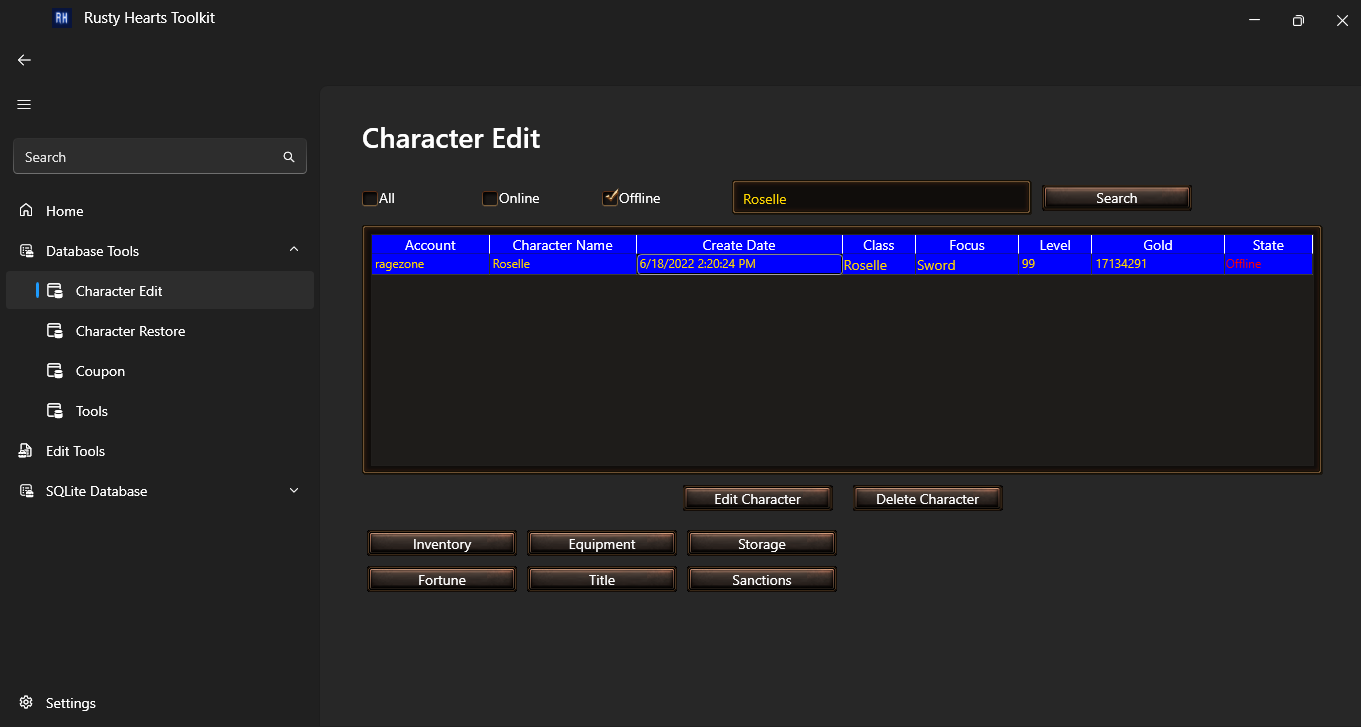 RH Rusty Hearts Toolkit
Search
Home
Database Tools
Character Edit
Character Restore
Coupon
Tools
Edit Tools
SQLite Database
Settings
Character Edit
All Online Offline Roselle Search
Account Character Name Create Date Class Focus Level Gold State
ragezone Roselle 6/18/2022 2:20:24 PM Roselle Sword 99 17134291 Offline
Edit Character Delete Character
Inventory Equipment Storage
Fortune Title Sanctions